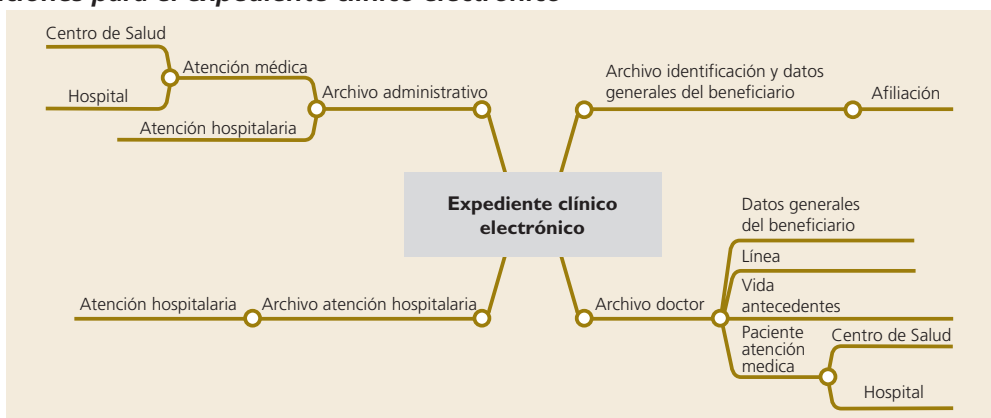 Centro de Salud
Atención médica
Hospital
Archivo administrativo
Atención hospitalaria
Archivo identificación y datos
generales del beneficiario
Afiliación
Expediente clínico
electrónico
Atención hospitalaria
Archivo atención hospitalaria
Archivo doctor
Datos generales
del beneficiario
Línea
Vida
antecedentes
Paciente
atención
medica
Centro de Salud
Hospital